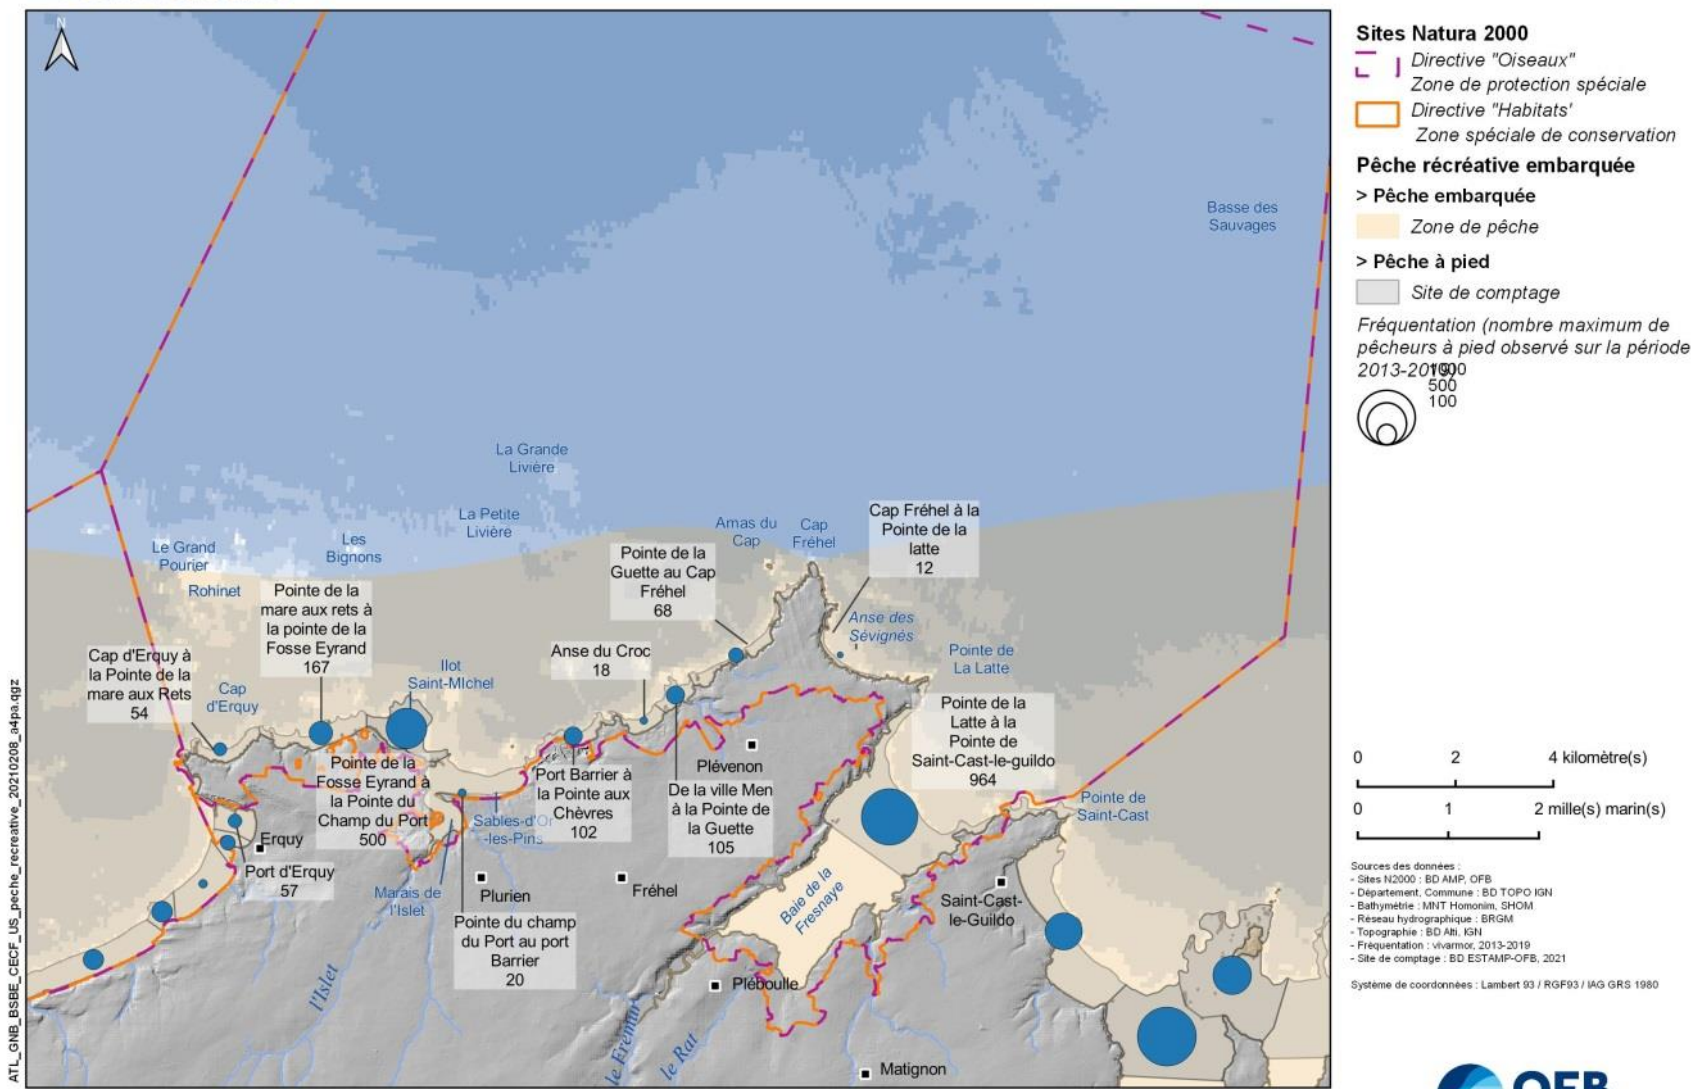 N
Basse des
Sauvages
La Grande
Livière
La Petite
Livière
Les
Bignons
Le Grand
Pourier
Rohinet
Amas du
Cap
Cap
Fréhel
Cap Fréhel à la
Pointe de la
latte
12
Pointe de la
Guette au Cap
Fréhel
68
Pointe de la
mare aux rets à
la pointe de la
Fosse Eyrand
167
Anse des
Sévignés
Anse du Croc
18
Pointe de
La Latte
Cap d'Erquy à
la Pointe de la
mare aux Rets
54
Cap
d'Erquy
Ilot
Saint-MIchel
Pointe de la
Latte à la
Pointe de
Saint-Cast-le-guildo
964
Pointe de la
Fosse Eyrand à
la Pointe du
Champ du Port
500
Port Barrier à
la Pointe aux
Chèvres
102
Plévenon
De la ville Men
à la Pointe de
la Guette
105
Pointe de
Saint-Cast
Sables-d'Or
-les-Pins
Erquy
Port d'Erquy
57
Marais de
l'Islet
Plurien
Fréhel
Baie de la
Fresnaye
Saint-Cast-
le-Guildo
Pointe du champ
du Port au port
Barrier
20
l'Islet
Pléboulle
le Frémur
le Rat
Matignon
ATL_GNB_BSBE_CECF_US_peche_recreative_20210208_a4pa.qgz
Sites Natura 2000
Directive "Oiseaux"
Zone de protection spéciale
Directive "Habitats'
Zone spéciale de conservation
Pêche récréative embarquée
> Pêche embarquée
Zone de pêche
> Pêche à pied
Site de comptage
Fréquentation (nombre maximum de
pêcheurs à pied observé sur la période
2013-2019)
1000
500
100
0 2 4 kilomètre(s)
0 1 2 mille(s) marin(s)
Sources des données :
- Sites N2000 : BD AMP, OFB
- Département, Commune : BD TOPO IGN
- Bathymétrie : MNT Homonim, SHOM
- Réseau hydrographique : BRGM
- Topographie : BD Alti, IGN
- Fréquentation : vivarmor, 2013-2019
- Site de comptage : BD ESTAMP-OFB, 2021
Système de coordonnées : Lambert 93 / RGF93 / IAG GRS 1980
OFB